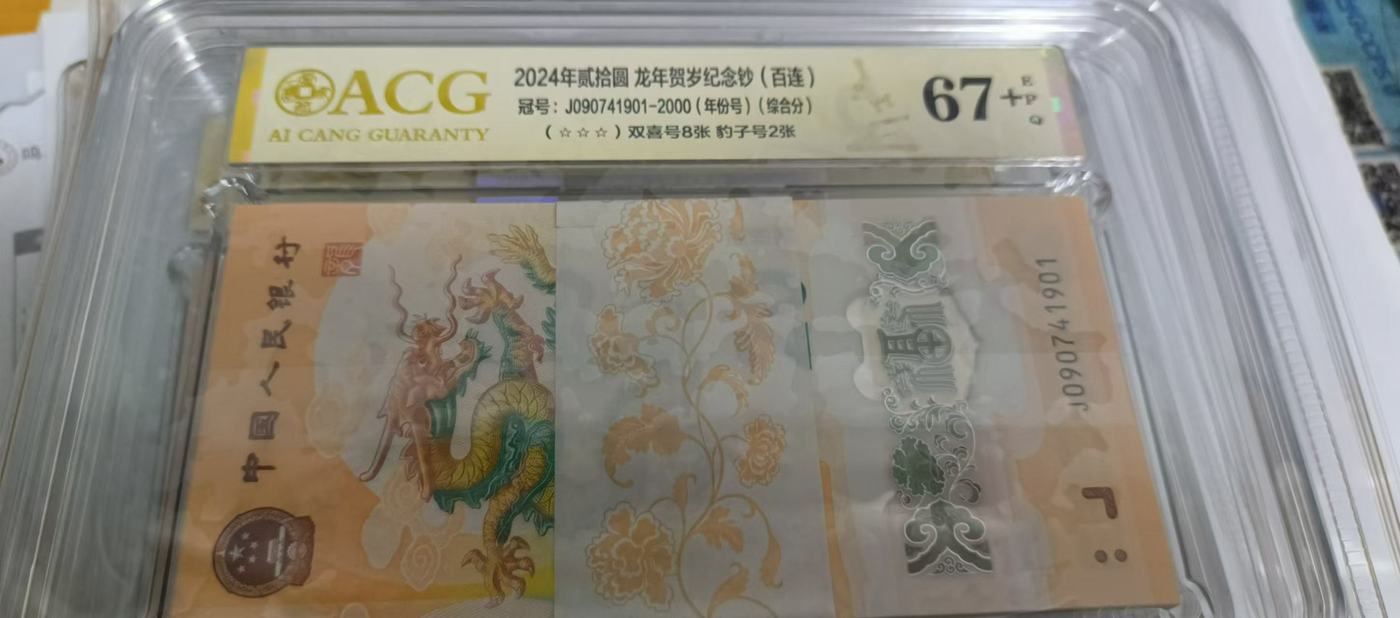 ACG
AI CANG GUARANTY
2024年贰拾圆 龙年贺岁纪念钞（百连）
冠号：J090741901-2000（年份号）（综合分）
（☆☆☆）双喜号8张 豹子号2张
67+
EPQ
中国人民银行
J090741901